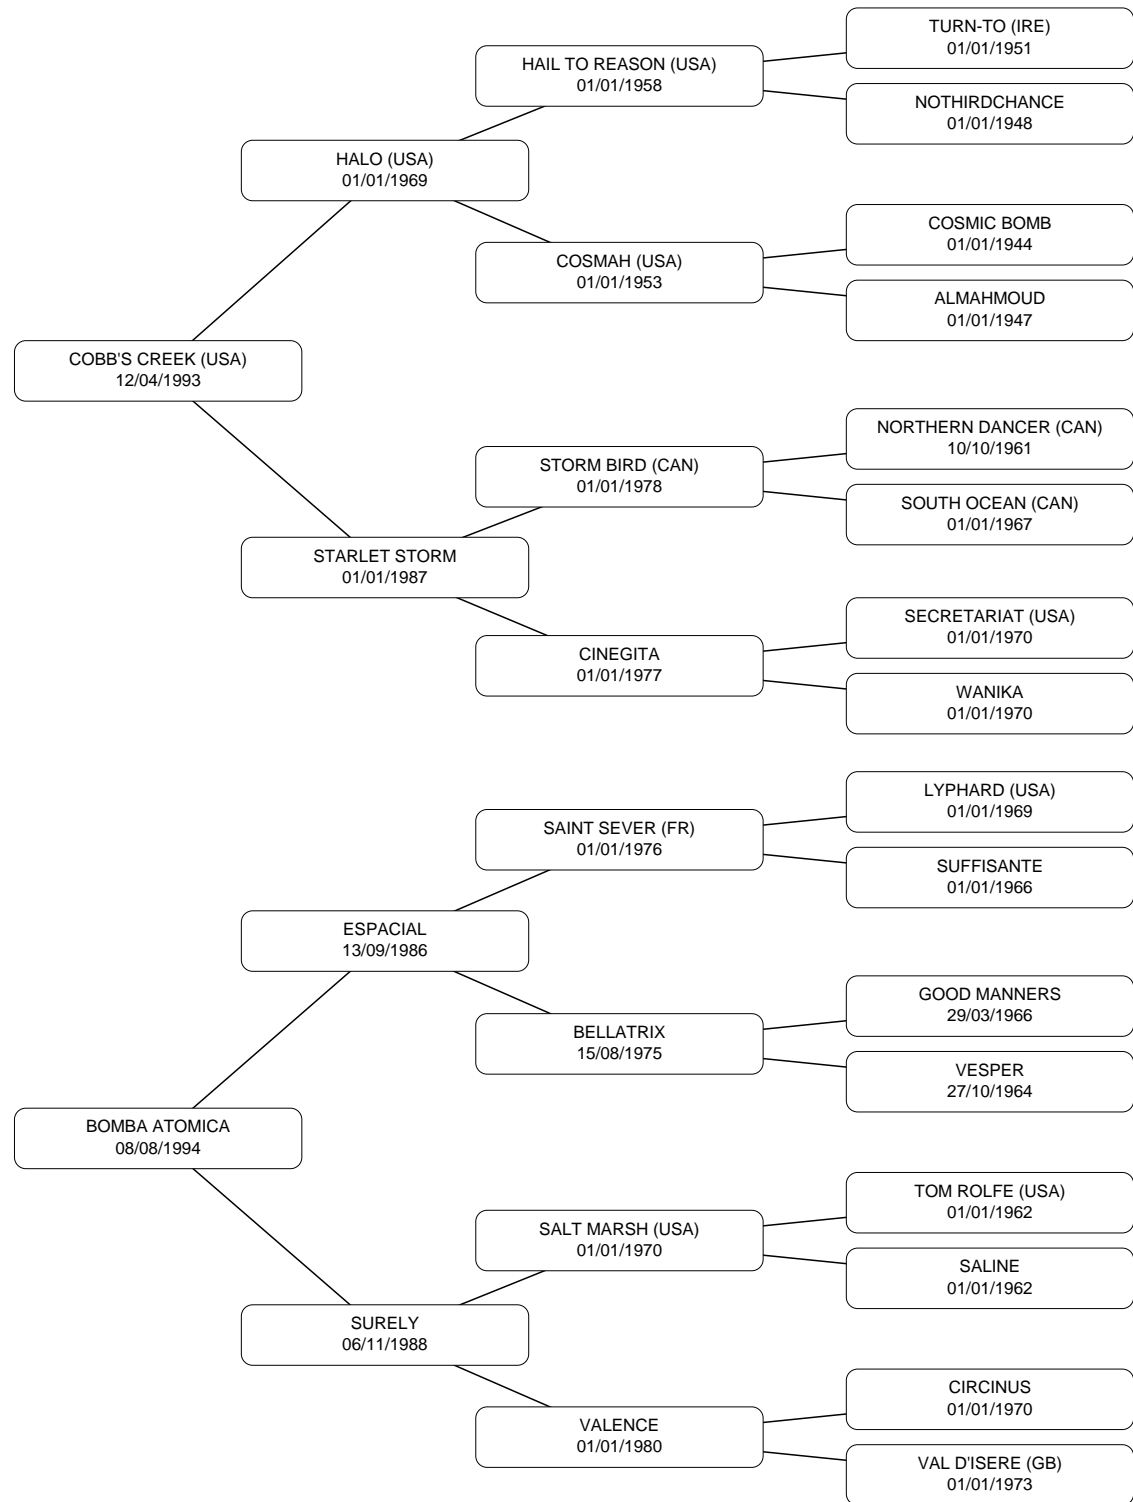 TURN-TO (IRE)
01/01/1951
HAIL TO REASON (USA)
01/01/1958
NOTHIRDCHANCE
01/01/1948
HALO (USA)
01/01/1969
COSMIC BOMB
01/01/1944
COSMAH (USA)
01/01/1953
ALMAHMOUD
01/01/1947
COBB'S CREEK (USA)
12/04/1993
NORTHERN DANCER (CAN)
10/10/1961
STORM BIRD (CAN)
01/01/1978
SOUTH OCEAN (CAN)
01/01/1967
STARLET STORM
01/01/1987
SECRETARIAT (USA)
01/01/1970
CINEGITA
01/01/1977
WANIKA
01/01/1970
LYPHARD (USA)
01/01/1969
SAINT SEVER (FR)
01/01/1976
SUFFISANTE
01/01/1966
ESPACIAL
13/09/1986
GOOD MANNERS
29/03/1966
BELLATRIX
15/08/1975
VESPER
27/10/1964
BOMBA ATOMICA
08/08/1994
TOM ROLFE (USA)
01/01/1962
SALT MARSH (USA)
01/01/1970
SALINE
01/01/1962
SURELY
06/11/1988
CIRCINUS
01/01/1970
VALENCE
01/01/1980
VAL D'ISERE (GB)
01/01/1973